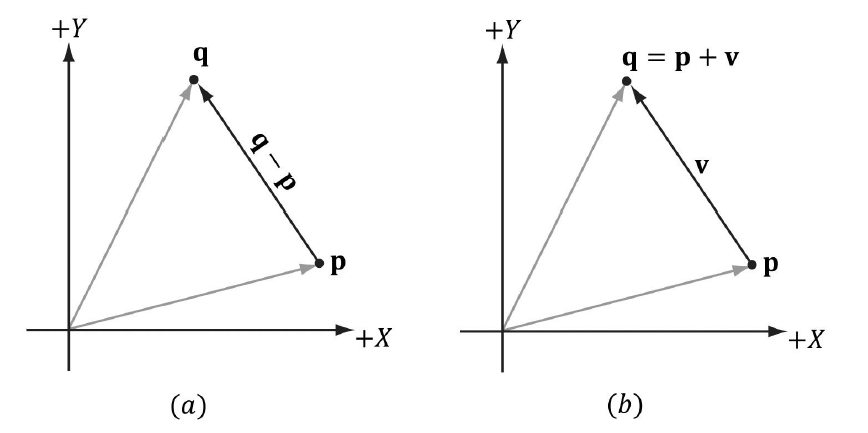 +Y
q
q − p
p
+X
(a)
+Y
q = p + v
v
p
+X
(b)